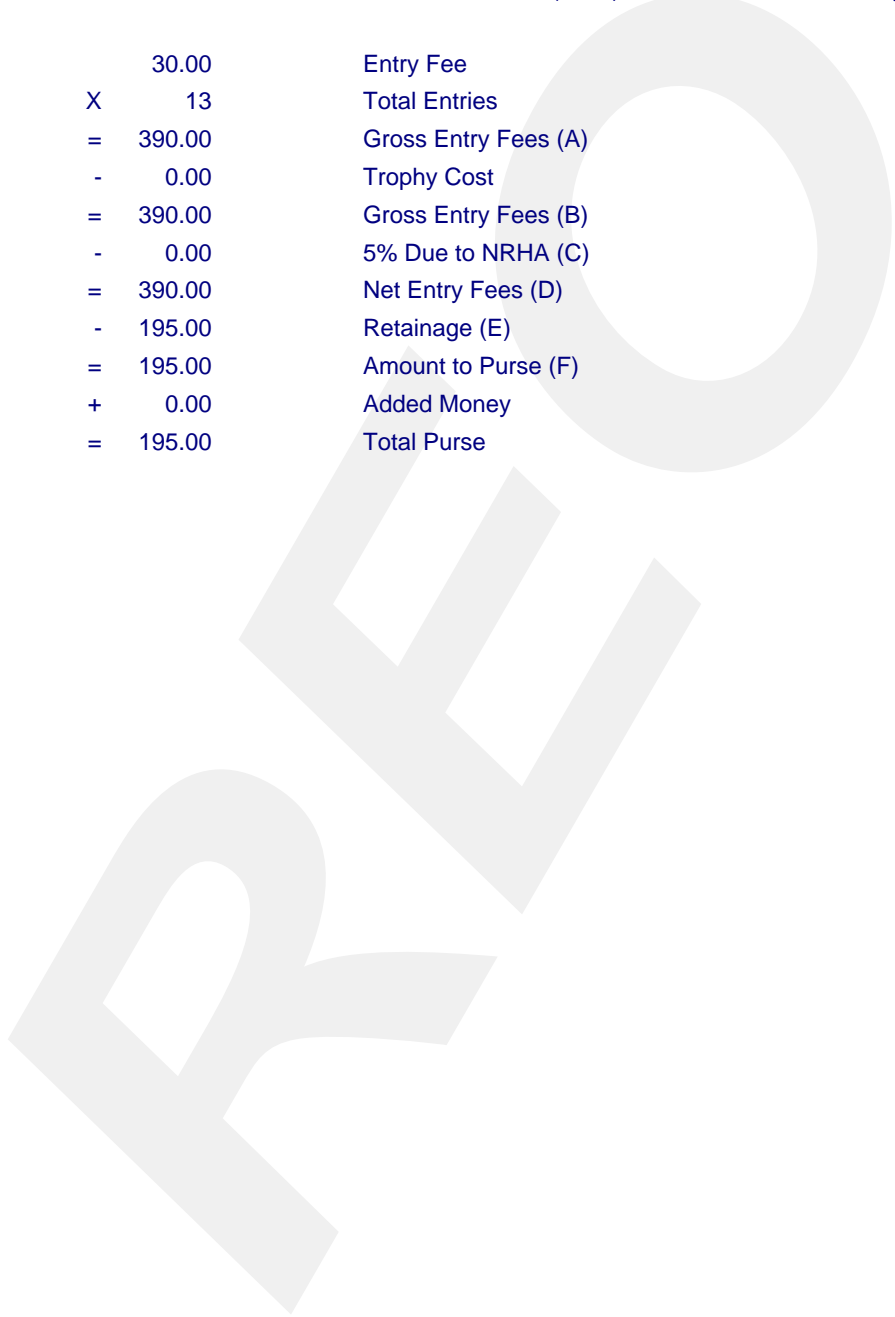 30.00 Entry Fee
X 13 Total Entries
= 390.00 Gross Entry Fees (A)
- 0.00 Trophy Cost
= 390.00 Gross Entry Fees (B)
- 0.00 5% Due to NRHA (C)
= 390.00 Net Entry Fees (D)
- 195.00 Retainage (E)
= 195.00 Amount to Purse (F)
+ 0.00 Added Money
= 195.00 Total Purse
REO